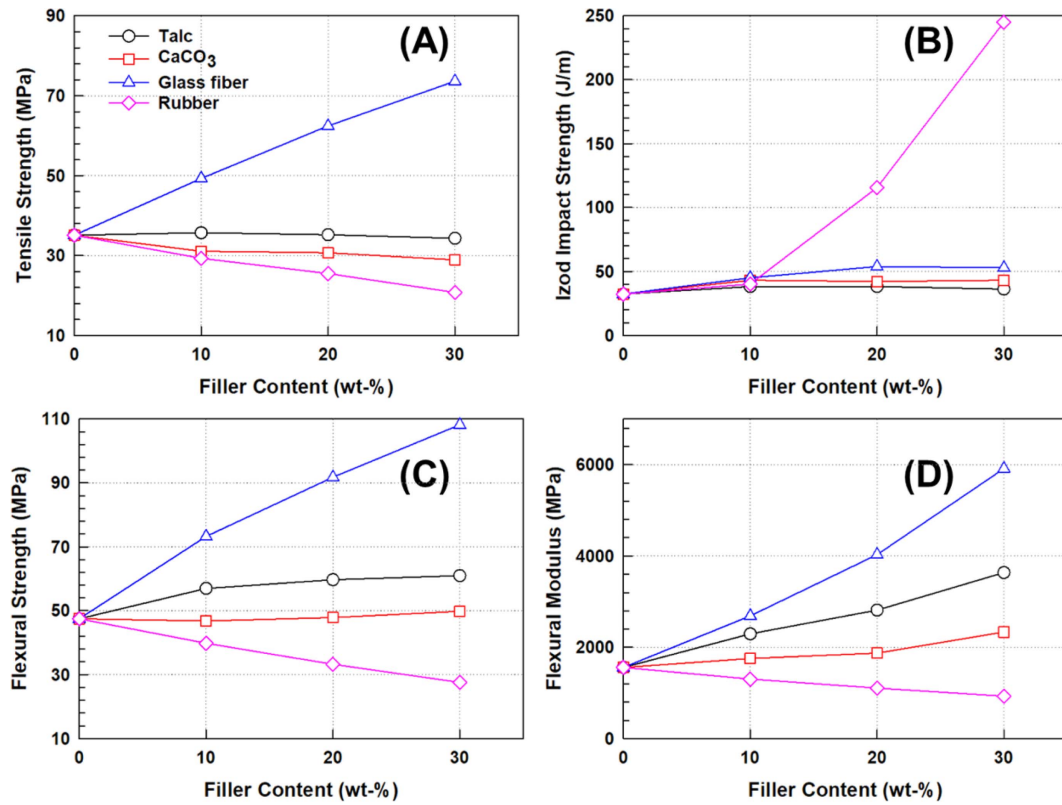 90
70
50
30
10
Tensile Strength (MPa)
Talc
CaCO₃
Glass fiber
Rubber
(A)
0 10 20 30
Filler Content (wt-%)
250
200
150
100
50
0
Izod Impact Strength (J/m)
(B)
0 10 20 30
Filler Content (wt-%)
110
90
70
50
30
10
Flexural Strength (MPa)
(C)
0 10 20 30
Filler Content (wt-%)
6000
4000
2000
0
Flexural Modulus (MPa)
(D)
0 10 20 30
Filler Content (wt-%)